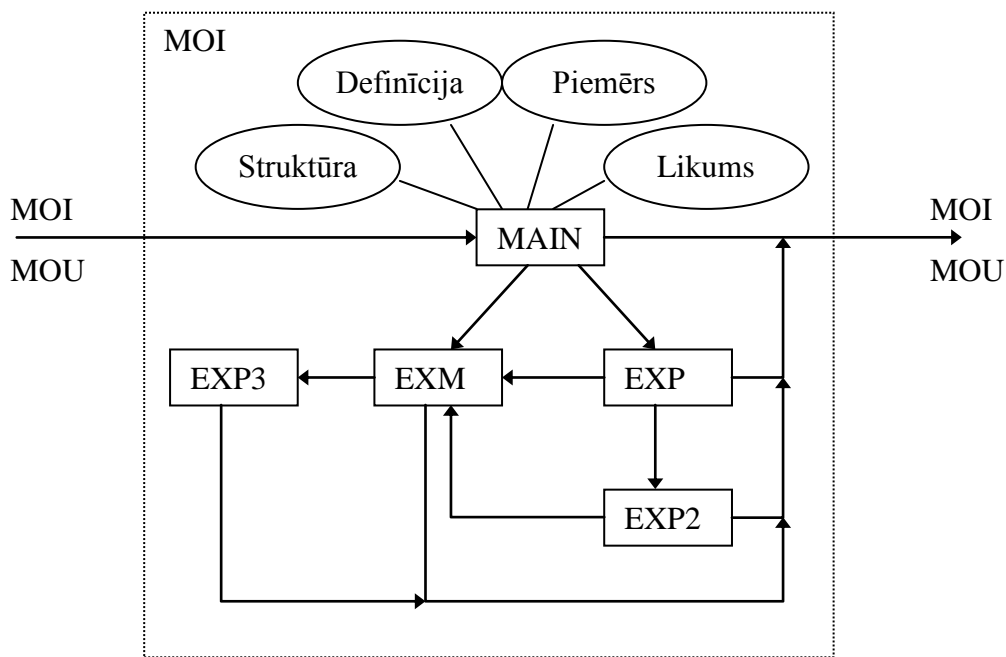 MOI
Definīcija
Piemērs
Struktūra
Likums
MOI
MOI
MAIN
MOU
MOU
EXP3
EXM
EXP
EXP2